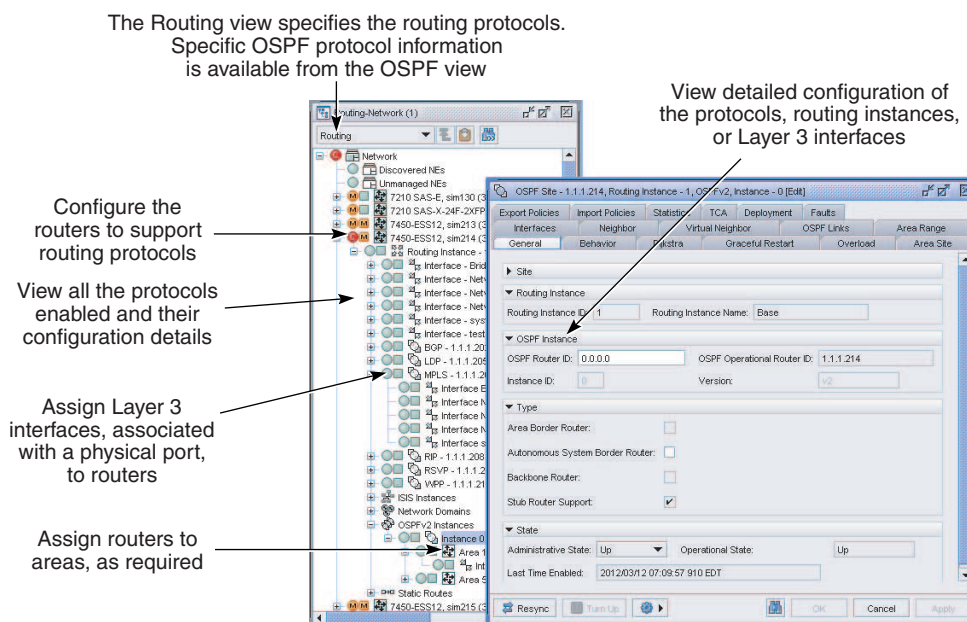 The Routing view specifies the routing protocols.
Specific OSPF protocol information
is available from the OSPF view
View detailed configuration of
the protocols, routing instances,
or Layer 3 interfaces
Configure the
routers to support
routing protocols
View all the protocols
enabled and their
configuration details
Assign Layer 3
interfaces, associated
with a physical port,
to routers
Assign routers to
areas, as required
Routing-Network (1)
Routing
Network
Discovered NEs
Unmanaged NEs
7210 SAS-E, sim130 (3
7210 SAS-X-24F-2XFP
7450-ESS12, sim213 (3
7450-ESS12, sim214 (3
Routing Instance -
Interface - Brid
Interface - Netv
Interface - Netv
Interface - Netv
Interface - sys
Interface - test
BGP - 1.1.1.20
LDP - 1.1.1.205
MPLS - 1.1.1.2
Interface E
Interface N
Interface N
Interface N
Interface s
RIP - 1.1.1.208
RSVP - 1.1.1.2
WPP - 1.1.1.21
ISIS Instances
Network Domains
OSPFv2 Instances
Instance 0
Area 1
Int
Area 5
Static Routes
7450-ESS12, sim215 (3
OSPF Site - 1.1.1.214, Routing Instance - 1, OSPFv2, Instance - 0 [Edit]
Export Policies Import Policies Statistics TCA Deployment Faults
Interfaces Neighbor Virtual Neighbor OSPF Links Area Range
General Behavior Dijkstra Graceful Restart Overload Area Site
Site
Routing Instance
Routing Instance ID: 1 Routing Instance Name: Base
OSPF Instance
OSPF Router ID: 0.0.0.0 OSPF Operational Router ID: 1.1.1.214
Instance ID: 0 Version: v2
Type
Area Border Router:
Autonomous System Border Router:
Backbone Router:
Stub Router Support:
State
Administrative State: Up Operational State: Up
Last Time Enabled: 2012/03/12 07:09:57 910 EDT
Resync Turn Up OK Cancel Apply